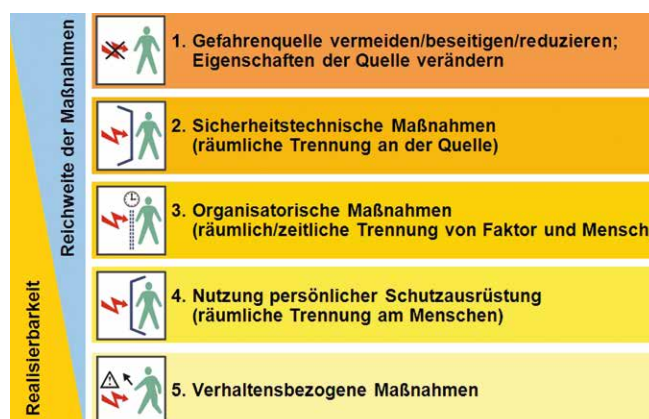 Reichweite der Maßnahmen
Realisierbarkeit
1. Gefahrenquelle vermeiden/beseitigen/reduzieren;
Eigenschaften der Quelle verändern
2. Sicherheitstechnische Maßnahmen
(räumliche Trennung an der Quelle)
3. Organisatorische Maßnahmen
(räumlich/zeitliche Trennung von Faktor und Mensch
4. Nutzung persönlicher Schutzausrüstung
(räumliche Trennung am Menschen)
5. Verhaltensbezogene Maßnahmen